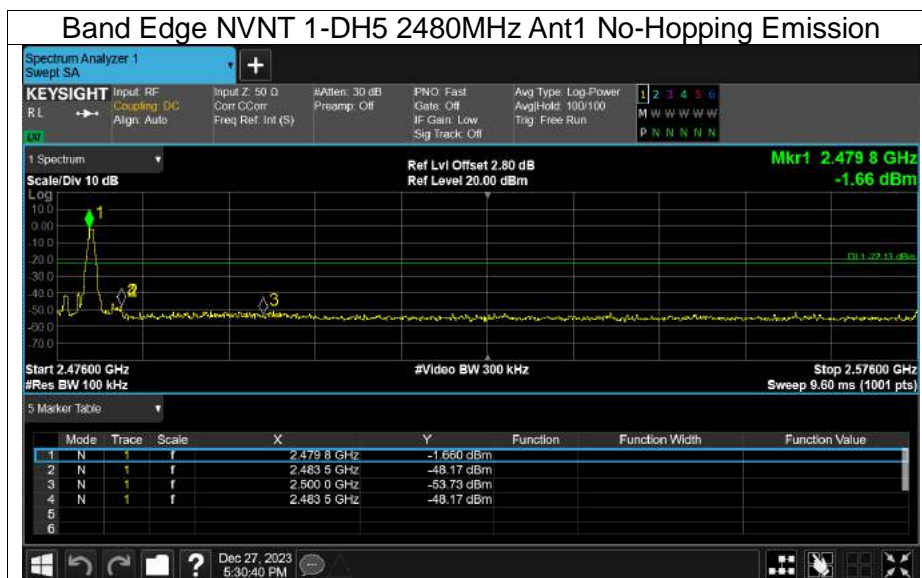 Band Edge NVNT 1-DH5 2480MHz Ant1 No-Hopping Emission
Spectrum Analyzer 1
Swept SA
+
KEYSIGHT Input: RF Input Z: 50 Ω #Atten: 30 dB PNO: Fast Avg Type: Log-Power 1 2 3 4 5 6
R L Coupling: DC Corr CCorr Preamp: Off Gate: Off Avg|Hold: 100/100 M W W W W W
Align: Auto Freq Ref: Int (S) IF Gain: Low Trig: Free Run
Sig Track: Off P N N N N N
LXI
1 Spectrum
Ref Lvl Offset 2.80 dB Mkr1 2.479 8 GHz
Scale/Div 10 dB Ref Level 20.00 dBm -1.66 dBm
Log
10.0
0.00
-10.0
-20.0
-30.0
-40.0
-50.0
-60.0
-70.0
1
2
3
DL1 -22.13 dBm
Start 2.47600 GHz #Video BW 300 kHz Stop 2.57600 GHz
#Res BW 100 kHz Sweep 9.60 ms (1001 pts)
5 Marker Table
Mode Trace Scale X Y Function Function Width Function Value
1 N 1 f 2.479 8 GHz -1.660 dBm
2 N 1 f 2.483 5 GHz -48.17 dBm
3 N 1 f 2.500 0 GHz -53.73 dBm
4 N 1 f 2.483 5 GHz -48.17 dBm
5
6
? Dec 27, 2023
5:30:40 PM